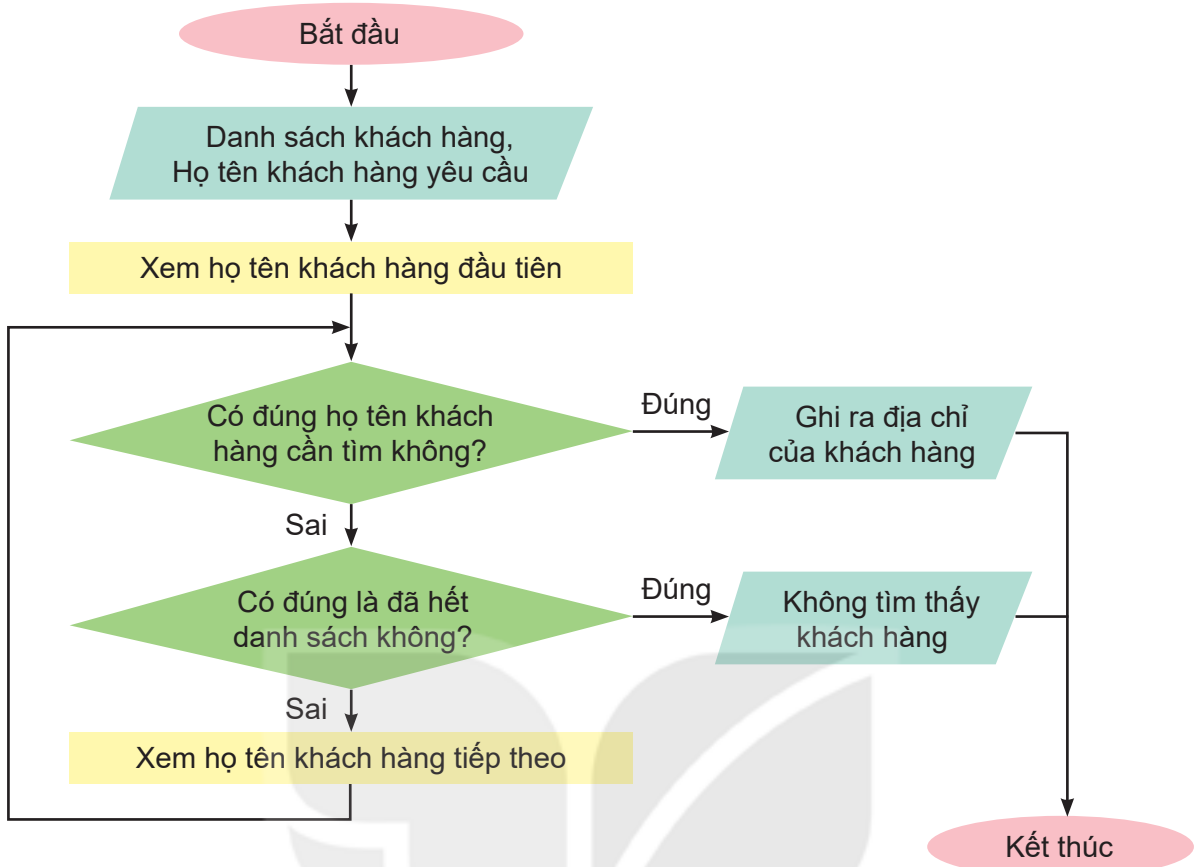 Bắt đầu
Danh sách khách hàng,
Họ tên khách hàng yêu cầu
Xem họ tên khách hàng đầu tiên
Có đúng họ tên khách
hàng cần tìm không?
Đúng
Ghi ra địa chỉ
của khách hàng
Sai
Có đúng là đã hết
danh sách không?
Đúng
Không tìm thấy
khách hàng
Sai
Xem họ tên khách hàng tiếp theo
Kết thúc